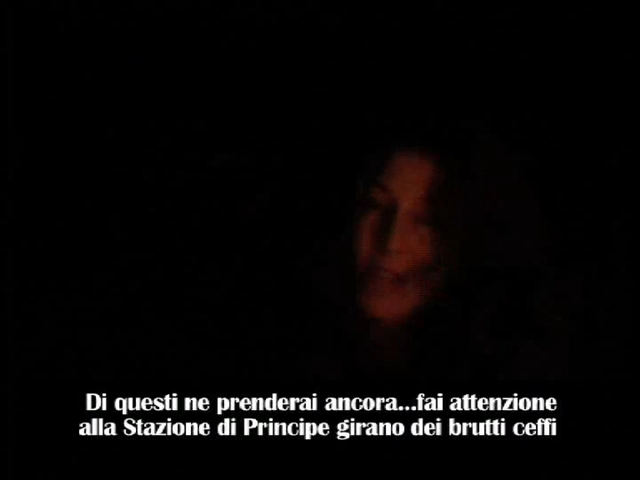 Di questi ne prenderai ancora...fai attenzione
alla Stazione di Principe girano dei brutti ceffi